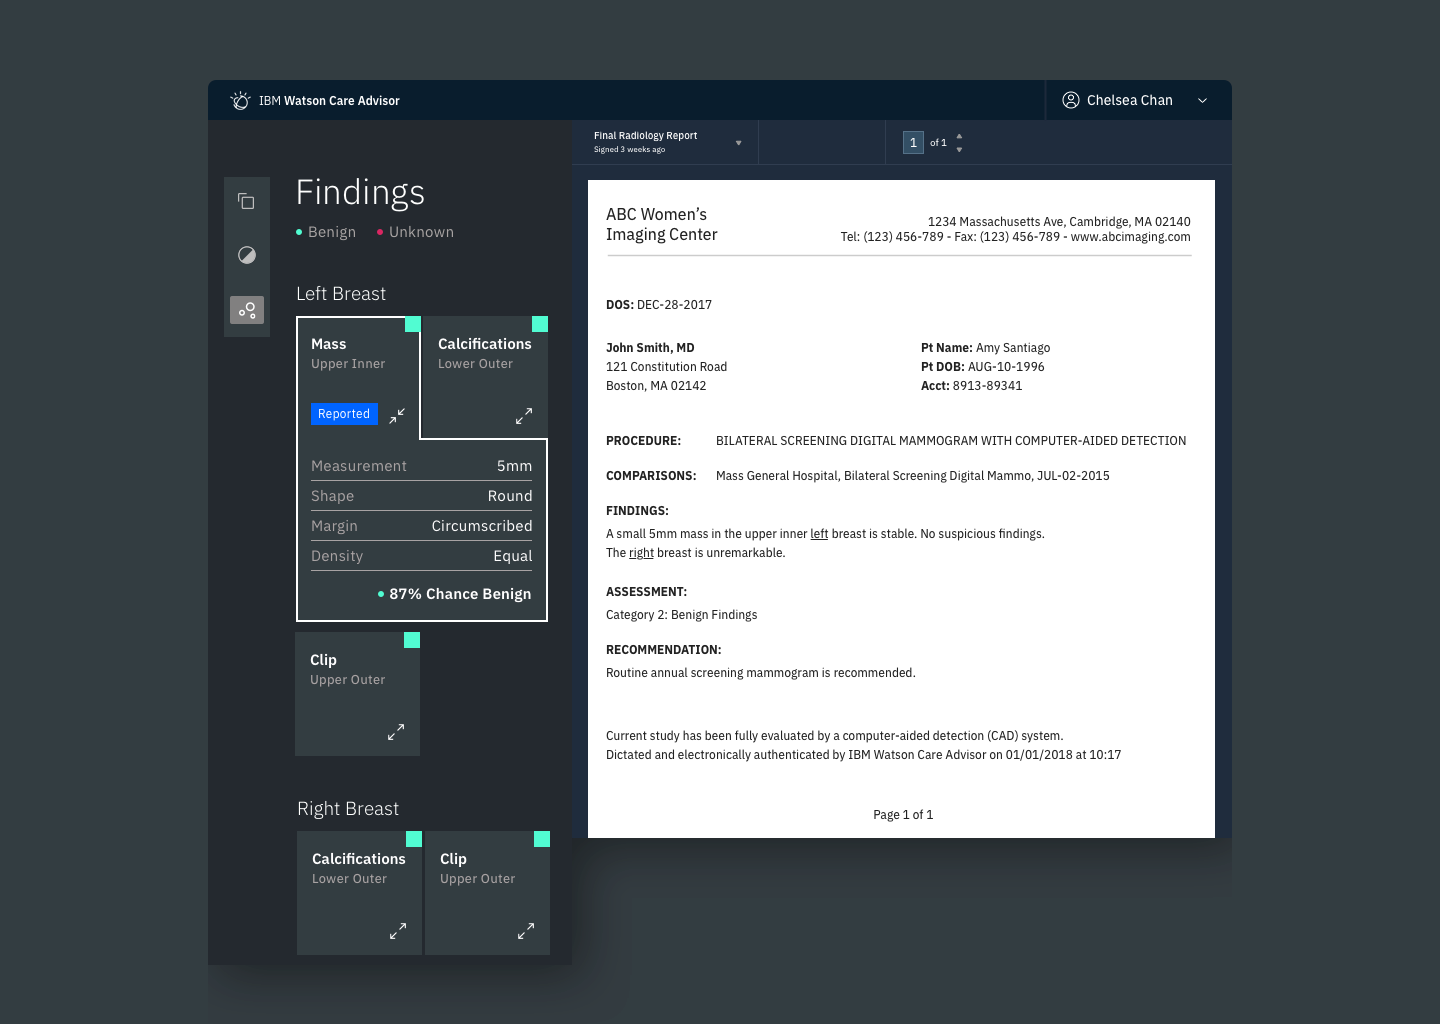 IBM Watson Care Advisor
Chelsea Chan
Final Radiology Report
Signed 3 weeks ago
1 of 1
Findings
Benign Unknown
Left Breast
Mass
Upper Inner
Reported
Calcifications
Lower Outer
Measurement 5mm
Shape Round
Margin Circumscribed
Density Equal
87% Chance Benign
Clip
Upper Outer
Right Breast
Calcifications
Lower Outer
Clip
Upper Outer
ABC Women’s
Imaging Center
1234 Massachusetts Ave, Cambridge, MA 02140
Tel: (123) 456-789 - Fax: (123) 456-789 - www.abcimaging.com
DOS: DEC-28-2017
John Smith, MD
121 Constitution Road
Boston, MA 02142
Pt Name: Amy Santiago
Pt DOB: AUG-10-1996
Acct: 8913-89341
PROCEDURE: BILATERAL SCREENING DIGITAL MAMMOGRAM WITH COMPUTER-AIDED DETECTION
COMPARISONS: Mass General Hospital, Bilateral Screening Digital Mammo, JUL-02-2015
FINDINGS:
A small 5mm mass in the upper inner left breast is stable. No suspicious findings.
The right breast is unremarkable.
ASSESSMENT:
Category 2: Benign Findings
RECOMMENDATION:
Routine annual screening mammogram is recommended.
Current study has been fully evaluated by a computer-aided detection (CAD) system.
Dictated and electronically authenticated by IBM Watson Care Advisor on 01/01/2018 at 10:17
Page 1 of 1